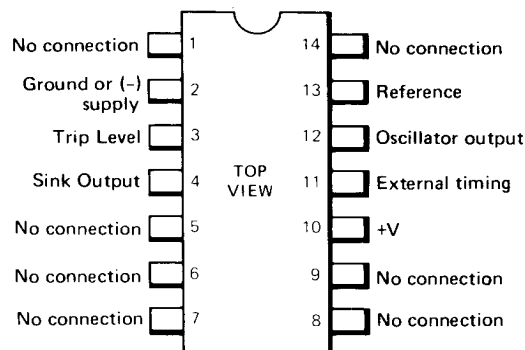 No connection 1 14 No connection
Ground or (-) supply 2 13 Reference
Trip Level 3 12 Oscillator output
TOP VIEW
Sink Output 4 11 External timing
No connection 5 10 +V
No connection 6 9 No connection
No connection 7 8 No connection